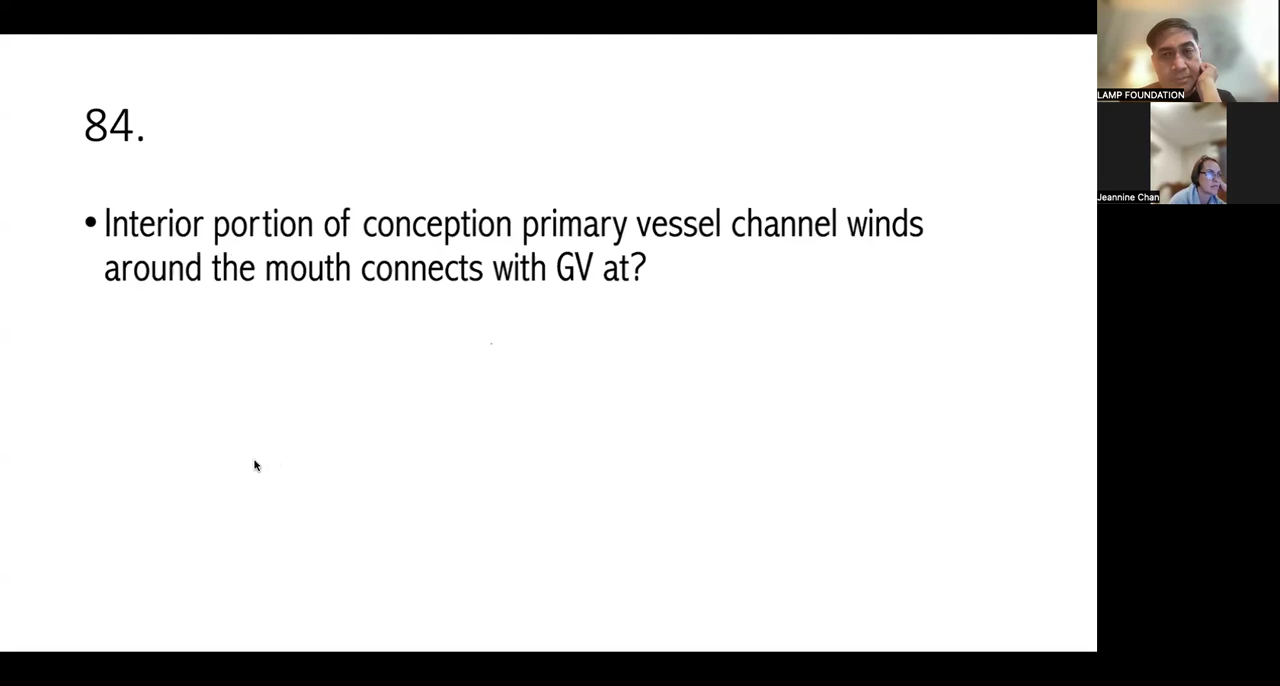 84.
• Interior portion of conception primary vessel channel winds
around the mouth connects with GV at?
LAMP FOUNDATION
Jeannine Chan